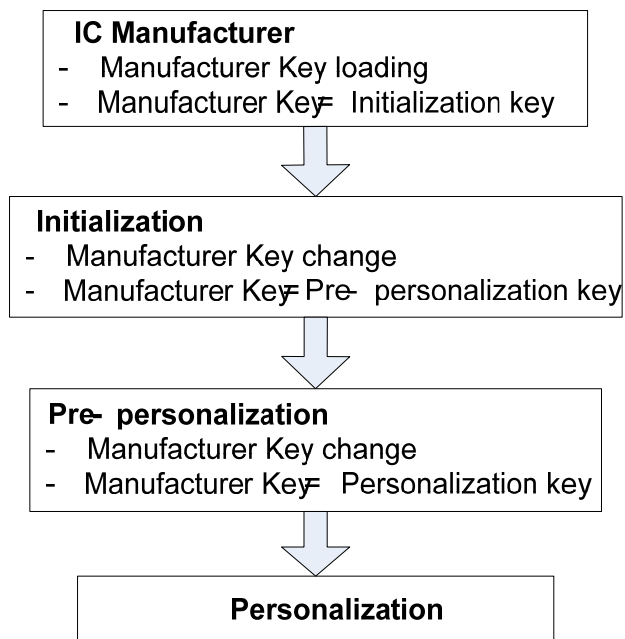 IC Manufacturer
- Manufacturer Key loading
- Manufacturer Key= Initialization key
Initialization
- Manufacturer Key change
- Manufacturer Key= Pre- personalization key
Pre- personalization
- Manufacturer Key change
- Manufacturer Key= Personalization key
Personalization